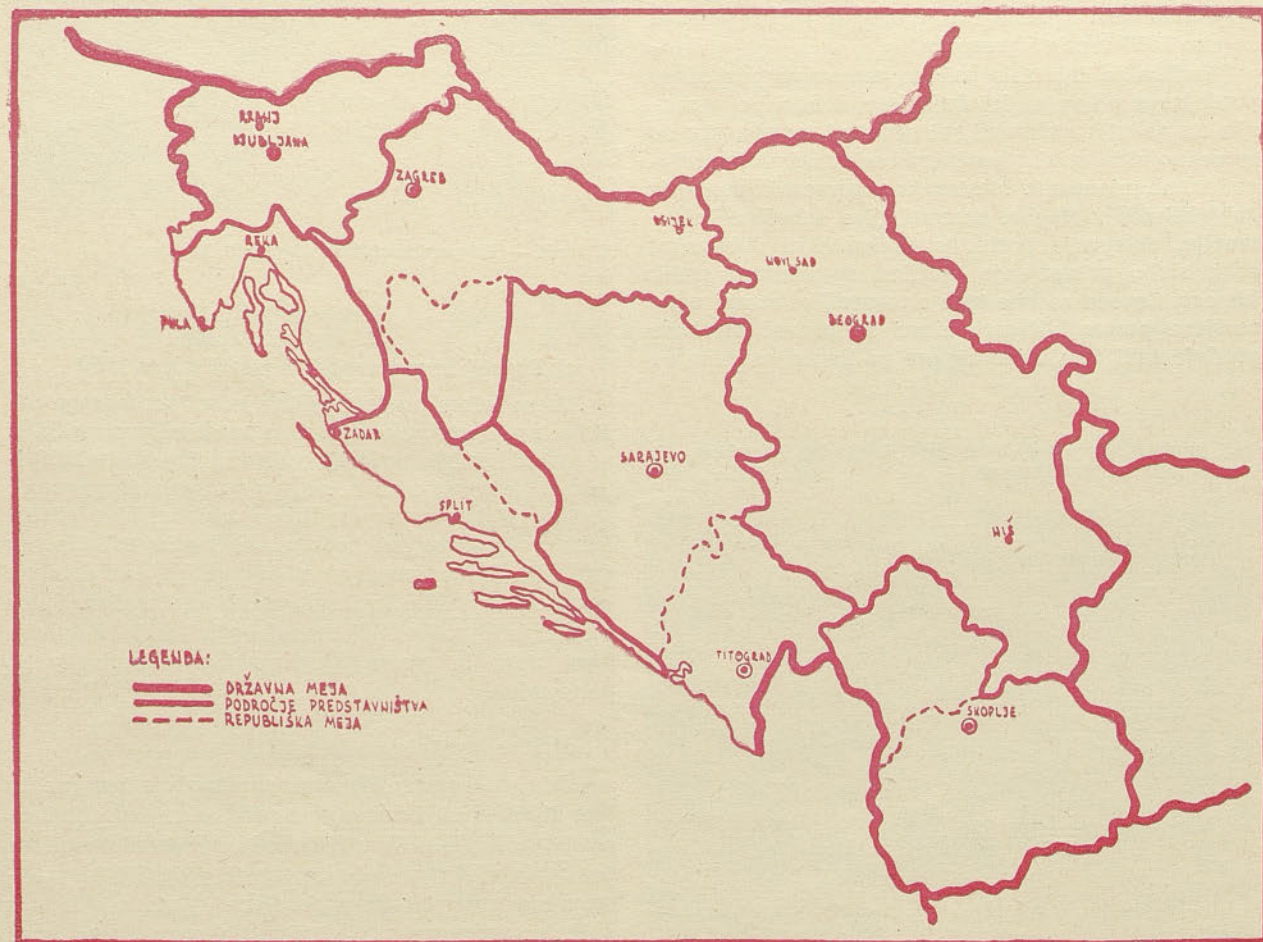 KRANJ
LJUBLJANA
ZAGREB
OSIJEK
REKA
NOVI SAD
PULA
BEOGRAD
ZADAR
SARAJEVO
SPLIT
NIŠ
TITOGRAD
SKOPLJE
LEGENDA:
DRŽAVNA MEJA
PODROČJE PREDSTAVNIŠTVA
REPUBLIŠKA MEJA